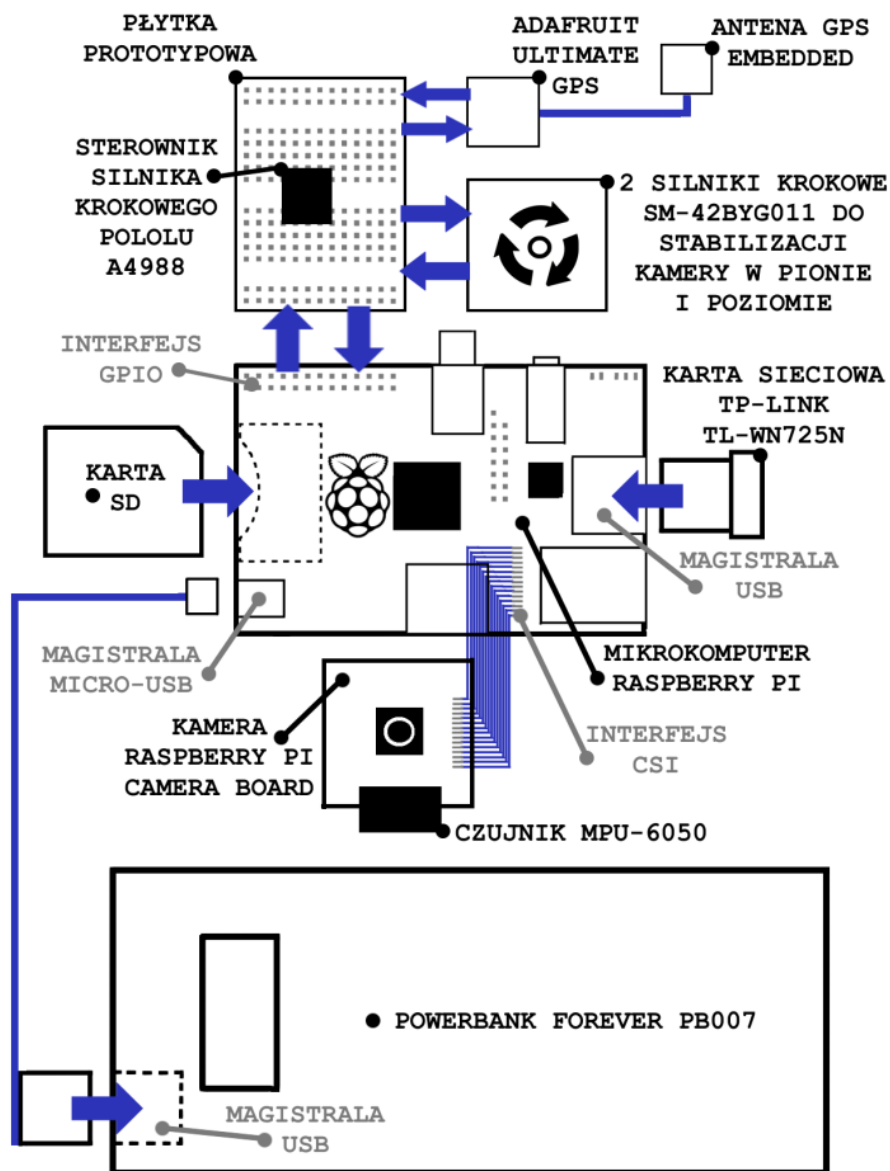 PŁYTKA
PROTOTYPOWA
ADAFRUIT
ULTIMATE
GPS
ANTENA GPS
EMBEDDED
STEROWNIK
SILNIKA
KROKOWEGO
POLOLU
A4988
2 SILNIKI KROKOWE
SM-42BYG011 DO
STABILIZACJI
KAMERY W PIONIE
I POZIOMIE
INTERFEJS
GPIO
KARTA SIECIOWA
TP-LINK
TL-WN725N
KARTA
SD
MAGISTRALA
USB
MAGISTRALA
MICRO-USB
MIKROKOMPUTER
RASPBERRY PI
KAMERA
RASPBERRY PI
CAMERA BOARD
INTERFEJS
CSI
CZUJNIK MPU-6050
POWERBANK FOREVER PB007
MAGISTRALA
USB